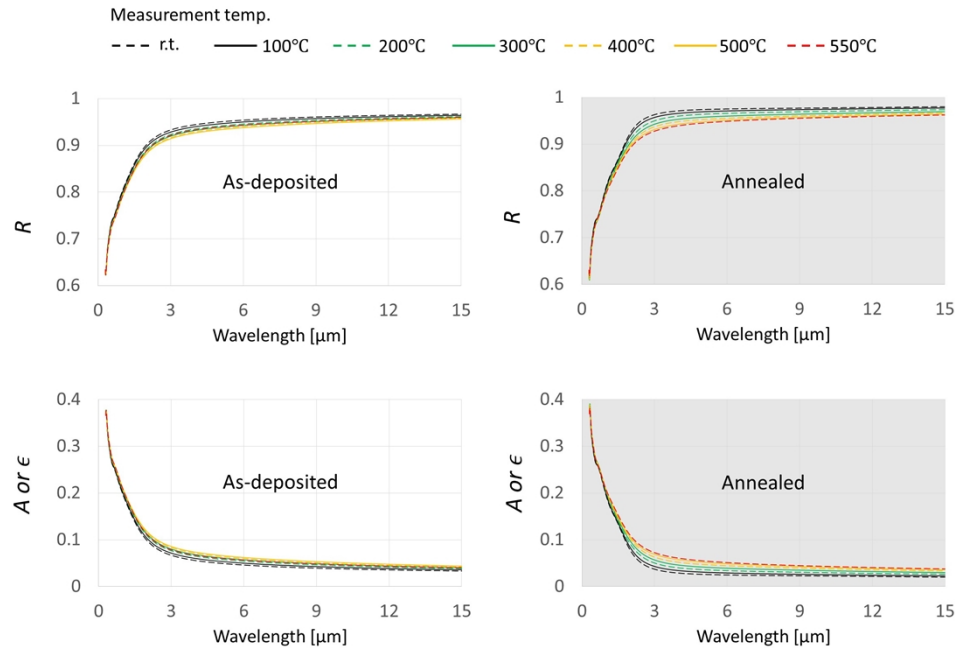 Measurement temp.
r.t. 100℃ 200℃ 300℃ 400℃ 500℃ 550℃
1
0.9
0.8
0.7
0.6
R
As-deposited
0 3 6 9 12 15
Wavelength [μm]
1
0.9
0.8
0.7
0.6
R
Annealed
0 3 6 9 12 15
Wavelength [μm]
0.4
0.3
0.2
0.1
0
A or ϵ
As-deposited
0 3 6 9 12 15
Wavelength [μm]
0.4
0.3
0.2
0.1
0
A or ϵ
Annealed
0 3 6 9 12 15
Wavelength [μm]